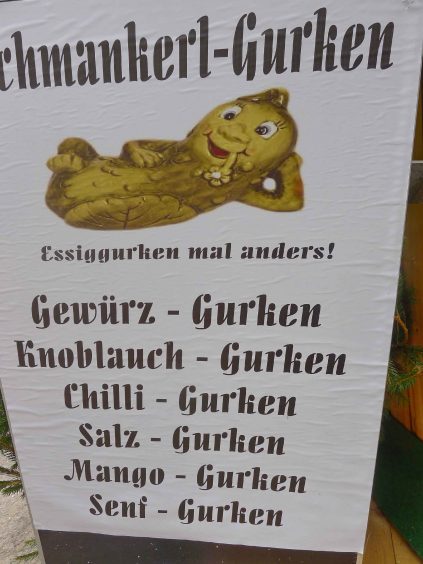 chmankerl-Gurken
Essiggurken mal anders!
Gewürz - Gurken
Knoblauch - Gurken
Chilli - Gurken
Salz - Gurken
Mango - Gurken
Senf - Gurken